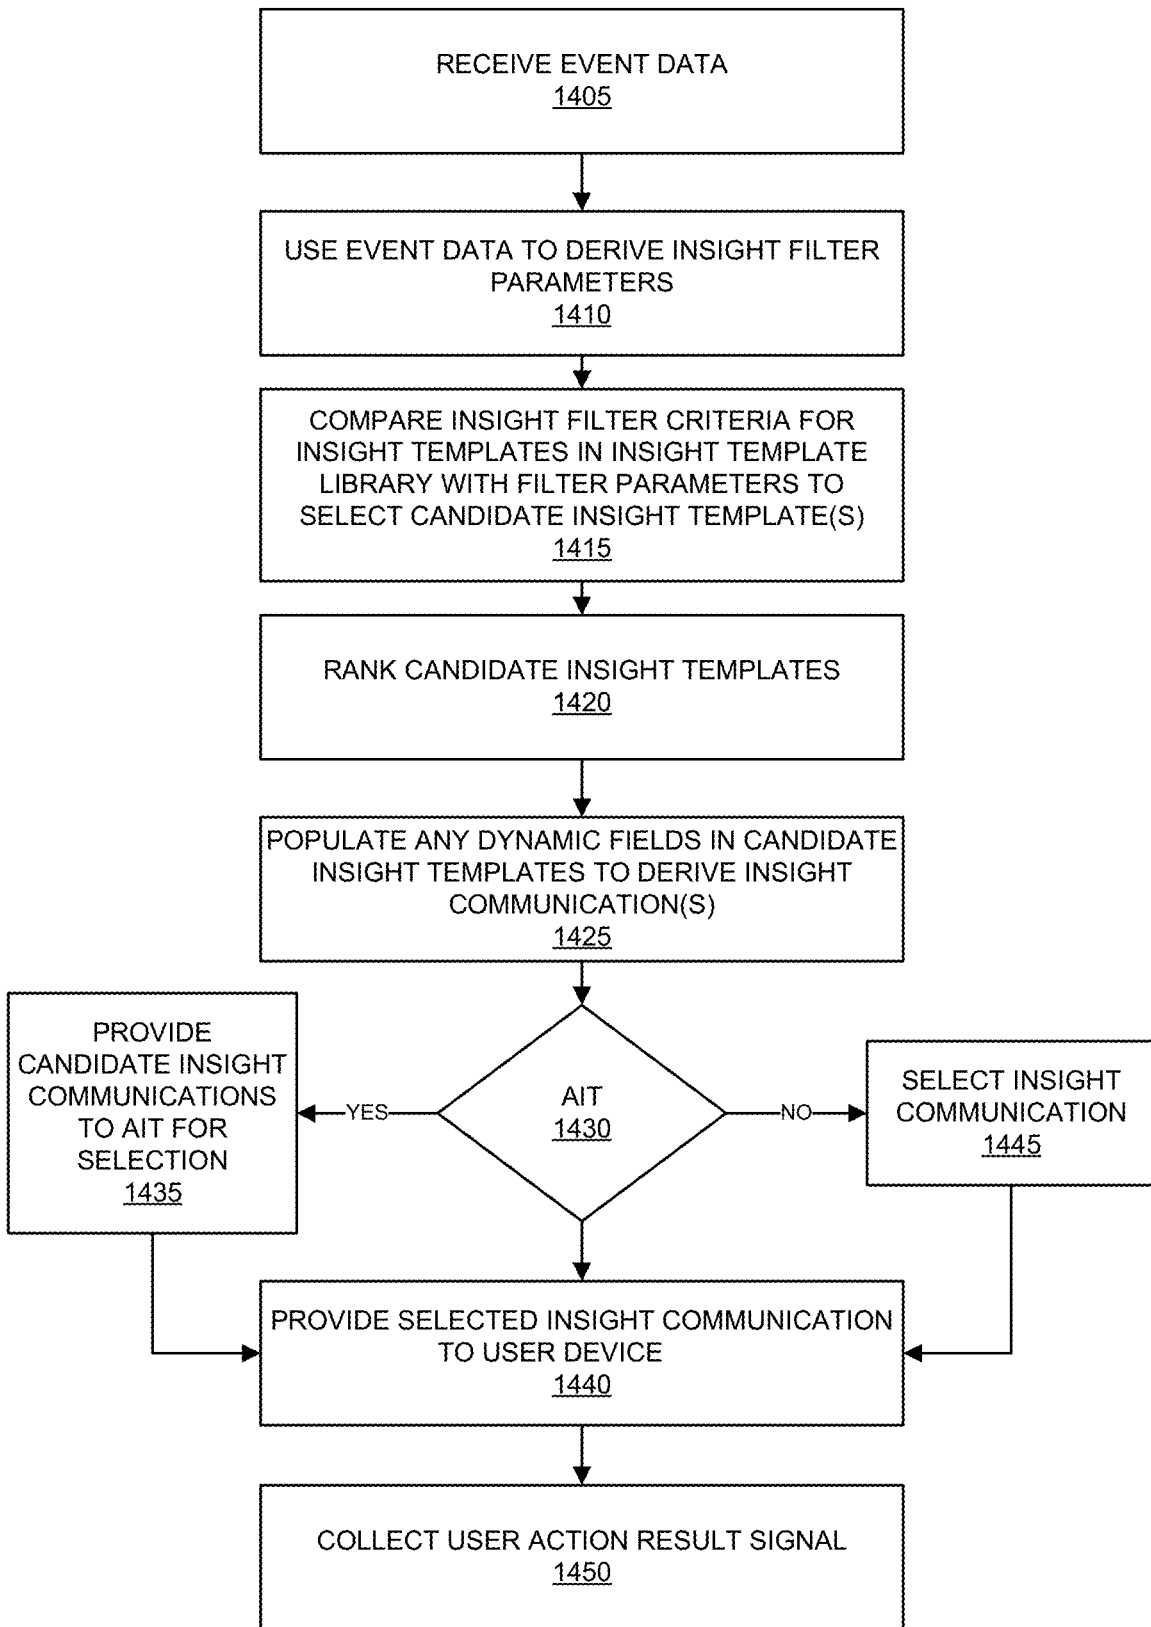 RECEIVE EVENT DATA
1405
USE EVENT DATA TO DERIVE INSIGHT FILTER
PARAMETERS
1410
COMPARE INSIGHT FILTER CRITERIA FOR
INSIGHT TEMPLATES IN INSIGHT TEMPLATE
LIBRARY WITH FILTER PARAMETERS TO
SELECT CANDIDATE INSIGHT TEMPLATE(S)
1415
RANK CANDIDATE INSIGHT TEMPLATES
1420
POPULATE ANY DYNAMIC FIELDS IN CANDIDATE
INSIGHT TEMPLATES TO DERIVE INSIGHT
COMMUNICATION(S)
1425
PROVIDE
CANDIDATE INSIGHT
COMMUNICATIONS
TO AIT FOR
SELECTION
1435
YES
AIT
1430
NO
SELECT INSIGHT
COMMUNICATION
1445
PROVIDE SELECTED INSIGHT COMMUNICATION
TO USER DEVICE
1440
COLLECT USER ACTION RESULT SIGNAL
1450